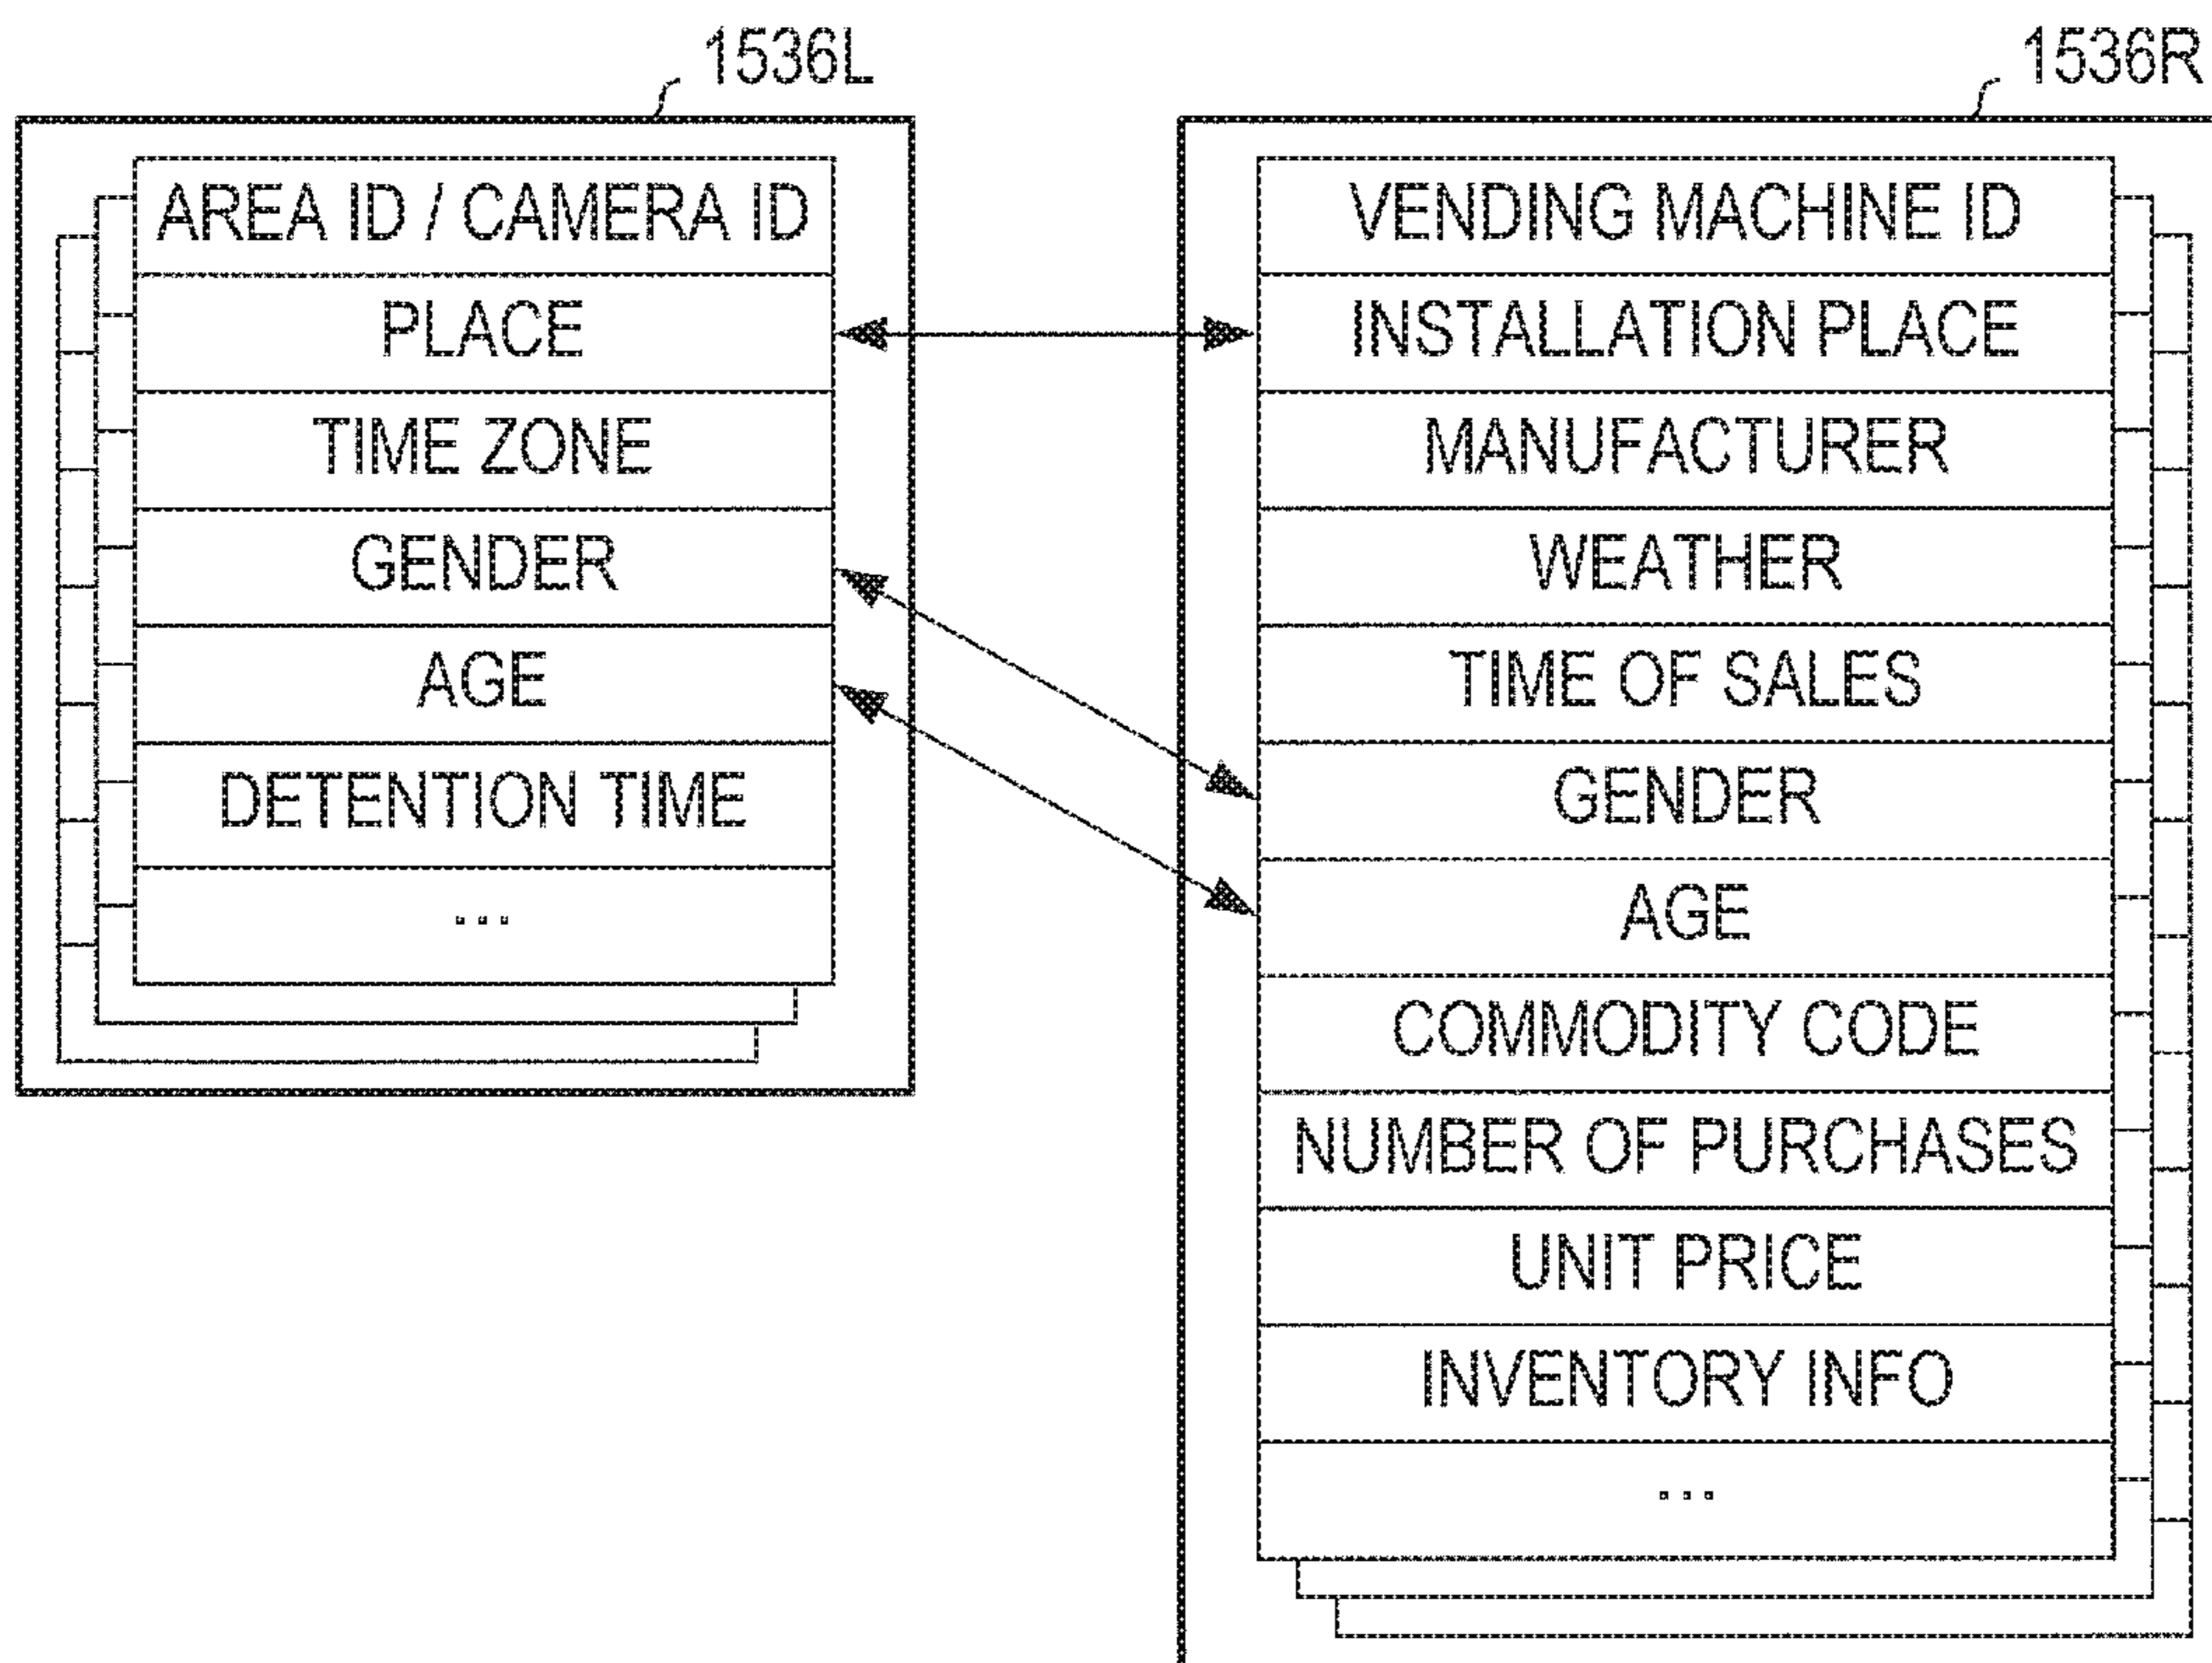 1536L
AREA ID / CAMERA ID
PLACE
TIME ZONE
GENDER
AGE
DETENTION TIME
...
1536R
VENDING MACHINE ID
INSTALLATION PLACE
MANUFACTURER
WEATHER
TIME OF SALES
GENDER
AGE
COMMODITY CODE
NUMBER OF PURCHASES
UNIT PRICE
INVENTORY INFO
...